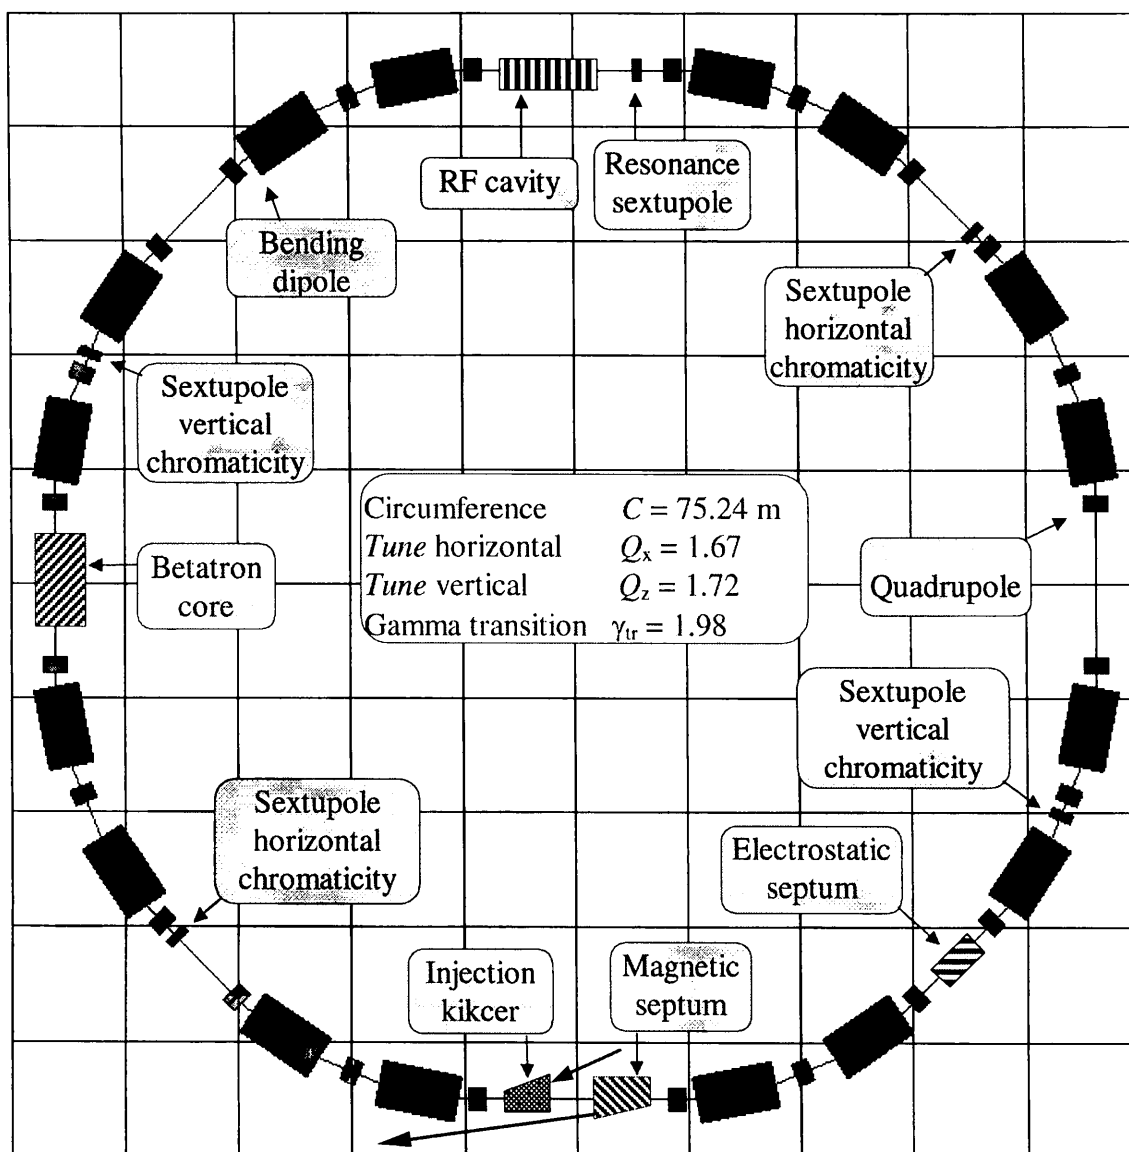 RF cavity
Resonance
sextupole
Bending
dipole
Sextupole
horizontal
chromaticity
Sextupole
vertical
chromaticity
Circumference C = 75.24 m
Tune horizontal Qx = 1.67
Tune vertical Qz = 1.72
Gamma transition γtr = 1.98
Betatron
core
Quadrupole
Sextupole
vertical
chromaticity
Sextupole
horizontal
chromaticity
Electrostatic
septum
Injection
kikcer
Magnetic
septum